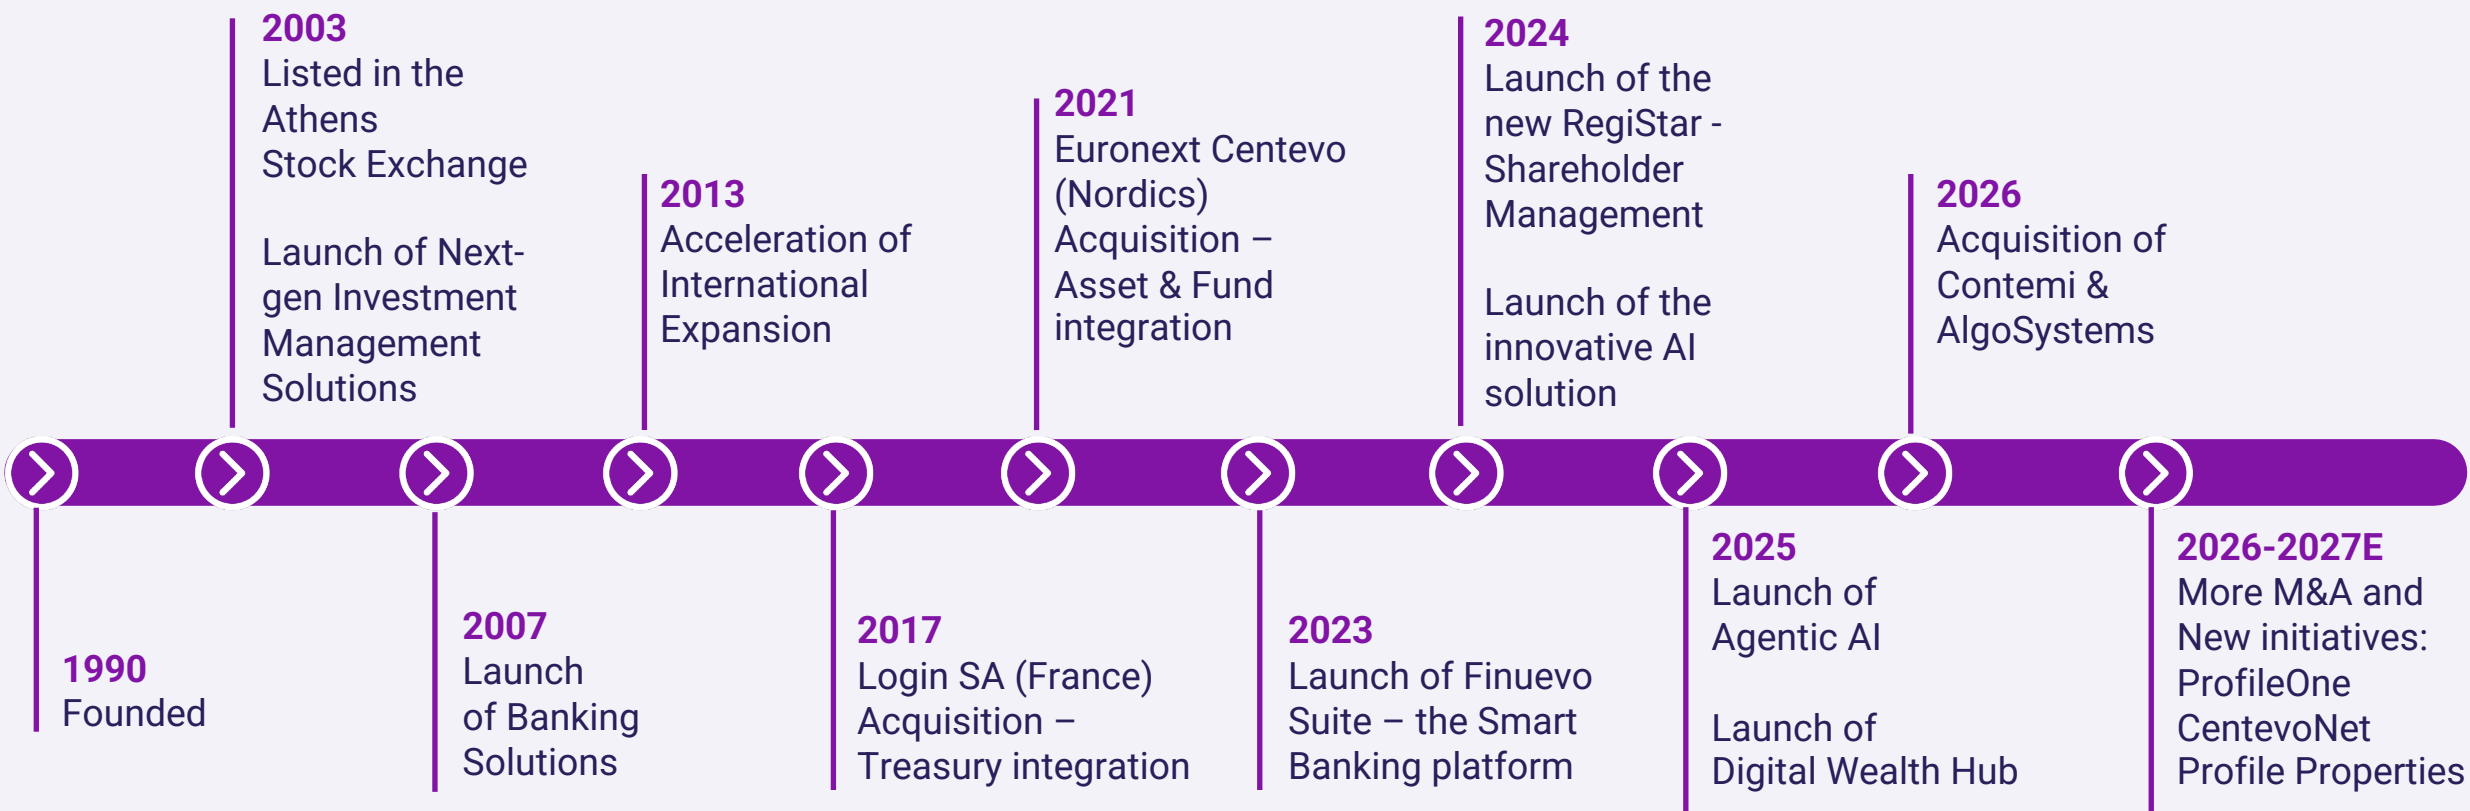 1990
Founded
2003
Listed in the
Athens
Stock Exchange
Launch of Next-
gen Investment
Management
Solutions
2007
Launch
of Banking
Solutions
2013
Acceleration of
International
Expansion
2017
Login SA (France)
Acquisition –
Treasury integration
2021
Euronext Centevo
(Nordics)
Acquisition –
Asset & Fund
integration
2023
Launch of Finuevo
Suite – the Smart
Banking platform
2024
Launch of the
new RegiStar -
Shareholder
Management
Launch of the
innovative AI
solution
2025
Launch of
Agentic AI
Launch of
Digital Wealth Hub
2026
Acquisition of
Contemi &
AlgoSystems
2026-2027E
More M&A and
New initiatives:
ProfileOne
CentevoNet
Profile Properties